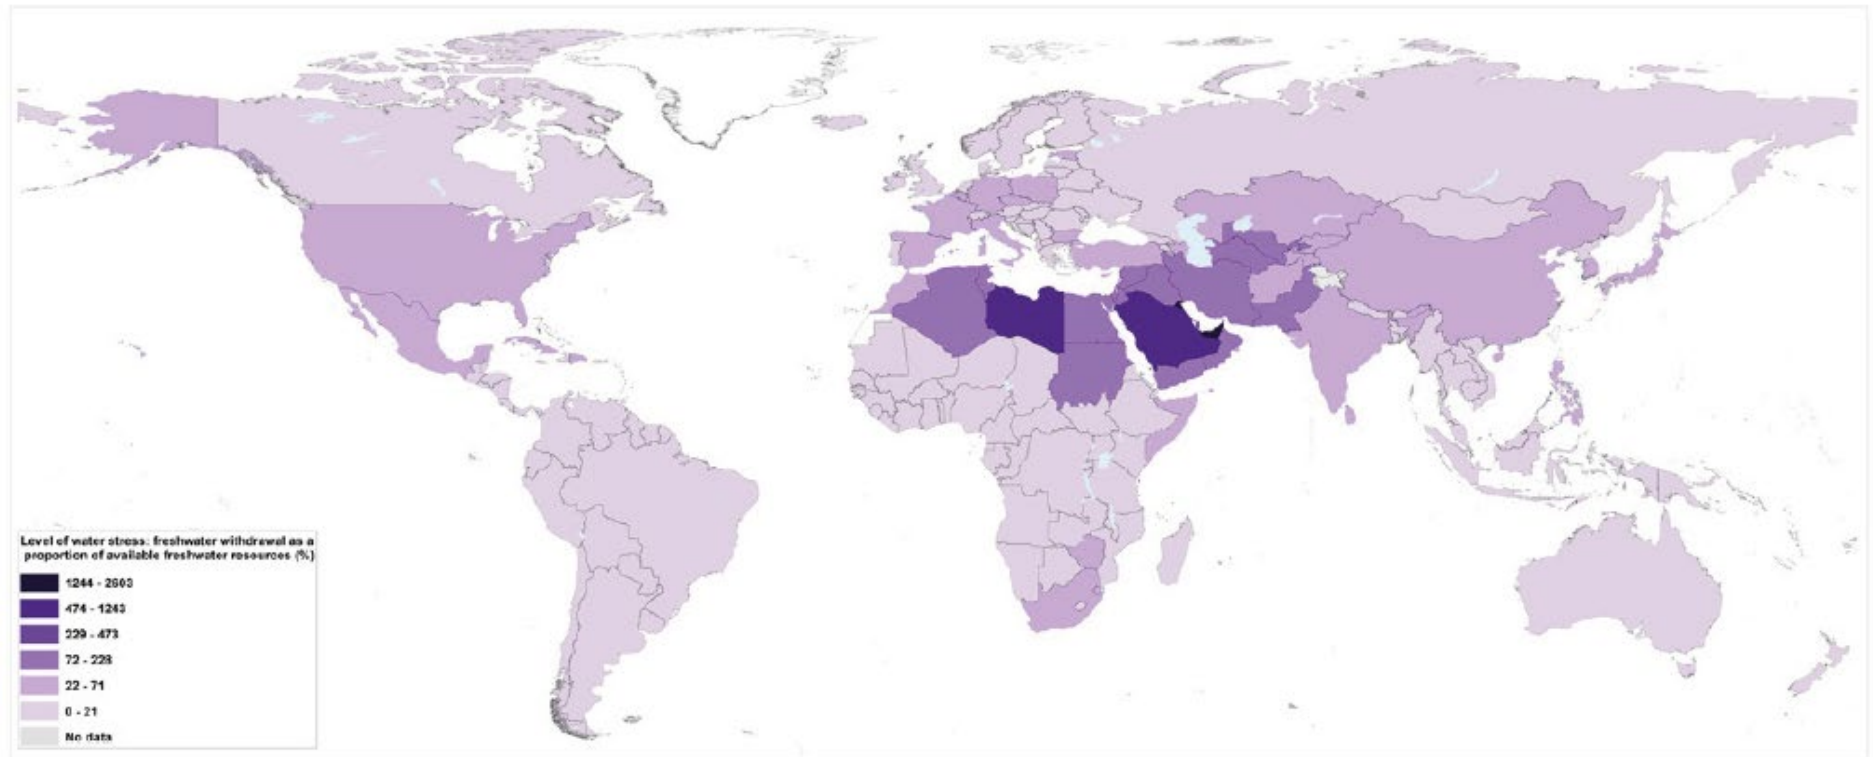 Level of water stress: freshwater withdrawal as a
proportion of available freshwater resources (%)
1244 - 2603
474 - 1243
229 - 473
72 - 228
22 - 71
0 - 21
No data